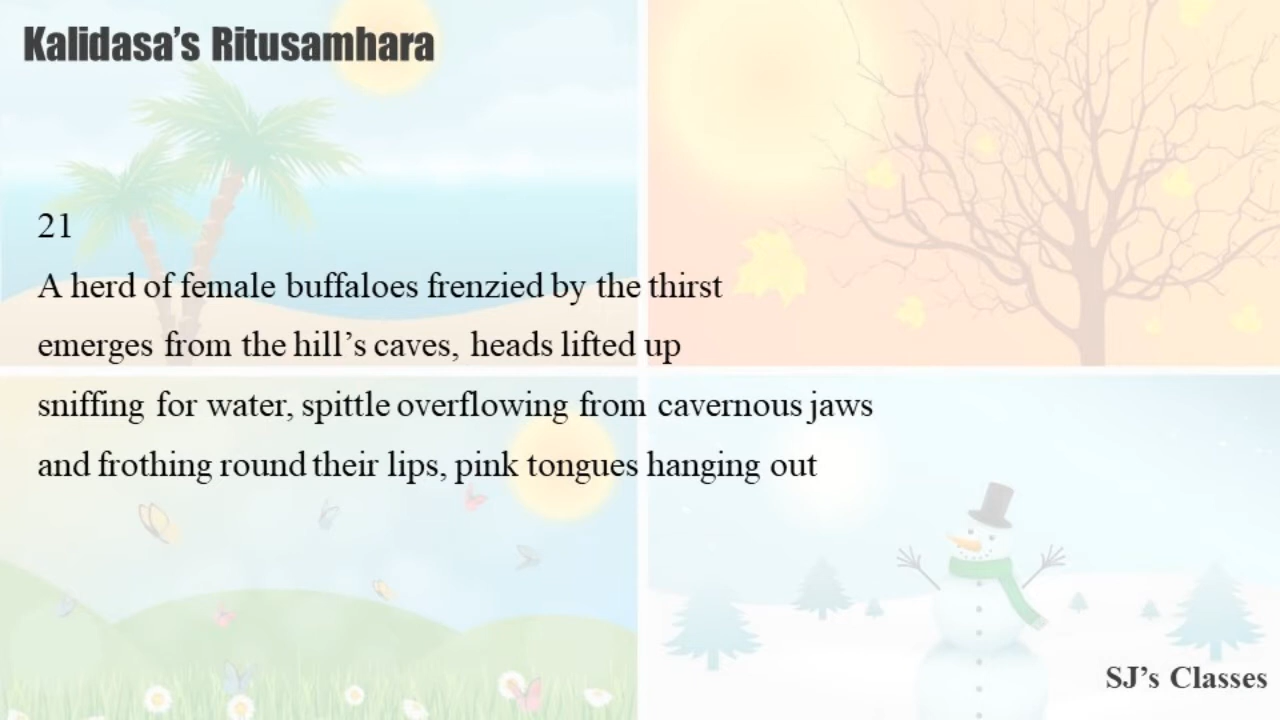 Kalidasa’s Ritusamhara
21
A herd of female buffaloes frenzied by the thirst
emerges from the hill’s caves, heads lifted up
sniffing for water, spittle overflowing from cavernous jaws
and frothing round their lips, pink tongues hanging out
SJ’s Classes